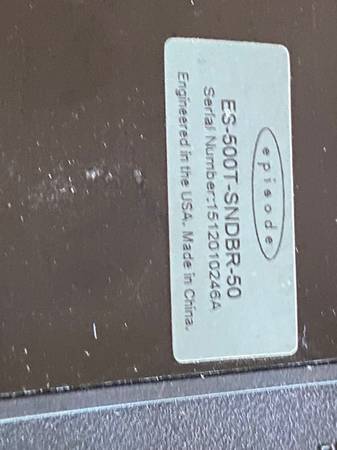 episode
ES-500T-SNDBR-50
Serial Number:1512010246A
Engineered in the USA. Made in China.